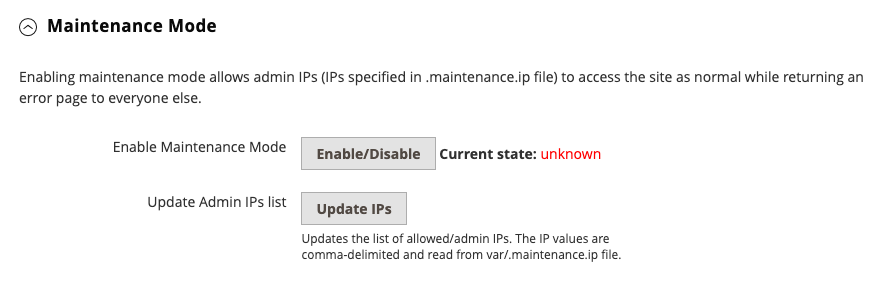 Maintenance Mode
Enabling maintenance mode allows admin IPs (IPs specified in .maintenance.ip file) to access the site as normal while returning an
error page to everyone else.
Enable Maintenance Mode Enable/Disable Current state: unknown
Update Admin IPs list Update IPs
Updates the list of allowed/admin IPs. The IP values are
comma-delimited and read from var/.maintenance.ip file.